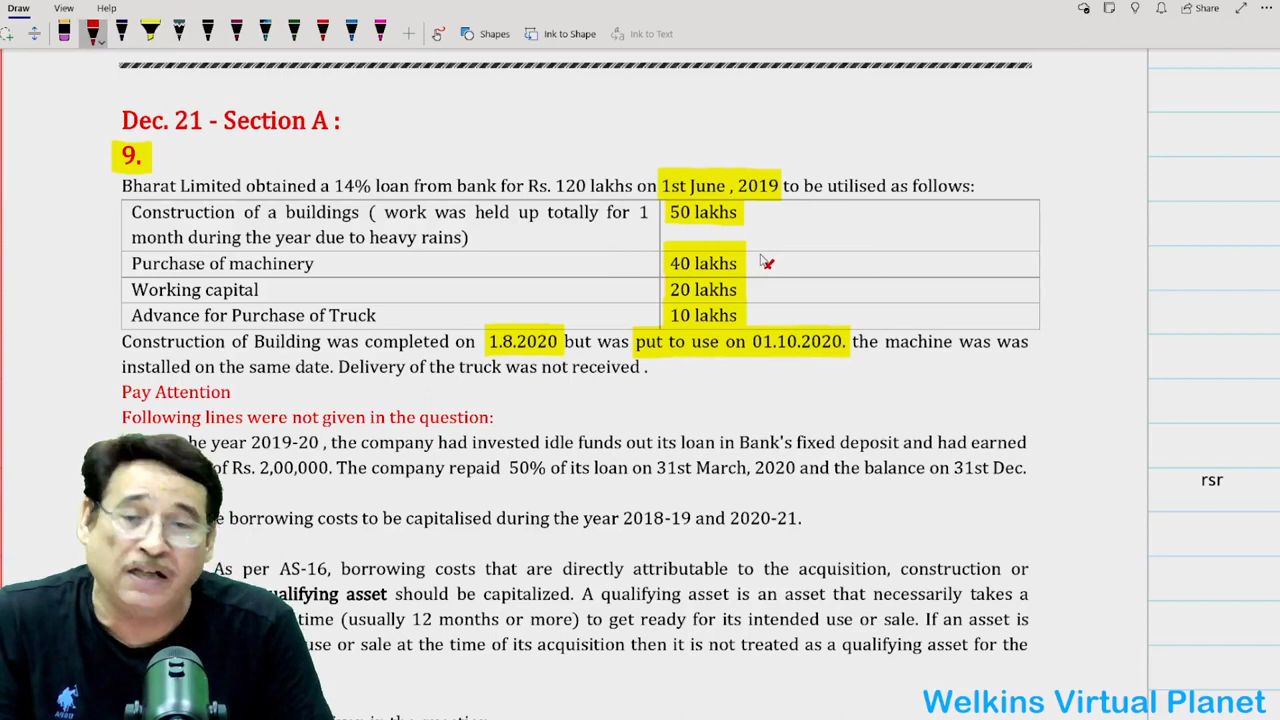 Draw View Help
Share
Shapes Ink to Shape Ink to Text
Dec. 21 - Section A :
9.
Bharat Limited obtained a 14% loan from bank for Rs. 120 lakhs on 1st June , 2019 to be utilised as follows:
Construction of a buildings ( work was held up totally for 1 50 lakhs
month during the year due to heavy rains)
Purchase of machinery 40 lakhs
Working capital 20 lakhs
Advance for Purchase of Truck 10 lakhs
Construction of Building was completed on 1.8.2020 but was put to use on 01.10.2020. the machine was was
installed on the same date. Delivery of the truck was not received .
Pay Attention
Following lines were not given in the question:
year 2019-20 , the company had invested idle funds out its loan in Bank's fixed deposit and had earned
of Rs. 2,00,000. The company repaid 50% of its loan on 31st March, 2020 and the balance on 31st Dec.
rsr
borrowing costs to be capitalised during the year 2018-19 and 2020-21.
As per AS-16, borrowing costs that are directly attributable to the acquisition, construction or
asset should be capitalized. A qualifying asset is an asset that necessarily takes a
time (usually 12 months or more) to get ready for its intended use or sale. If an asset is
use or sale at the time of its acquisition then it is not treated as a qualifying asset for the
in the question
Welkins Virtual Planet